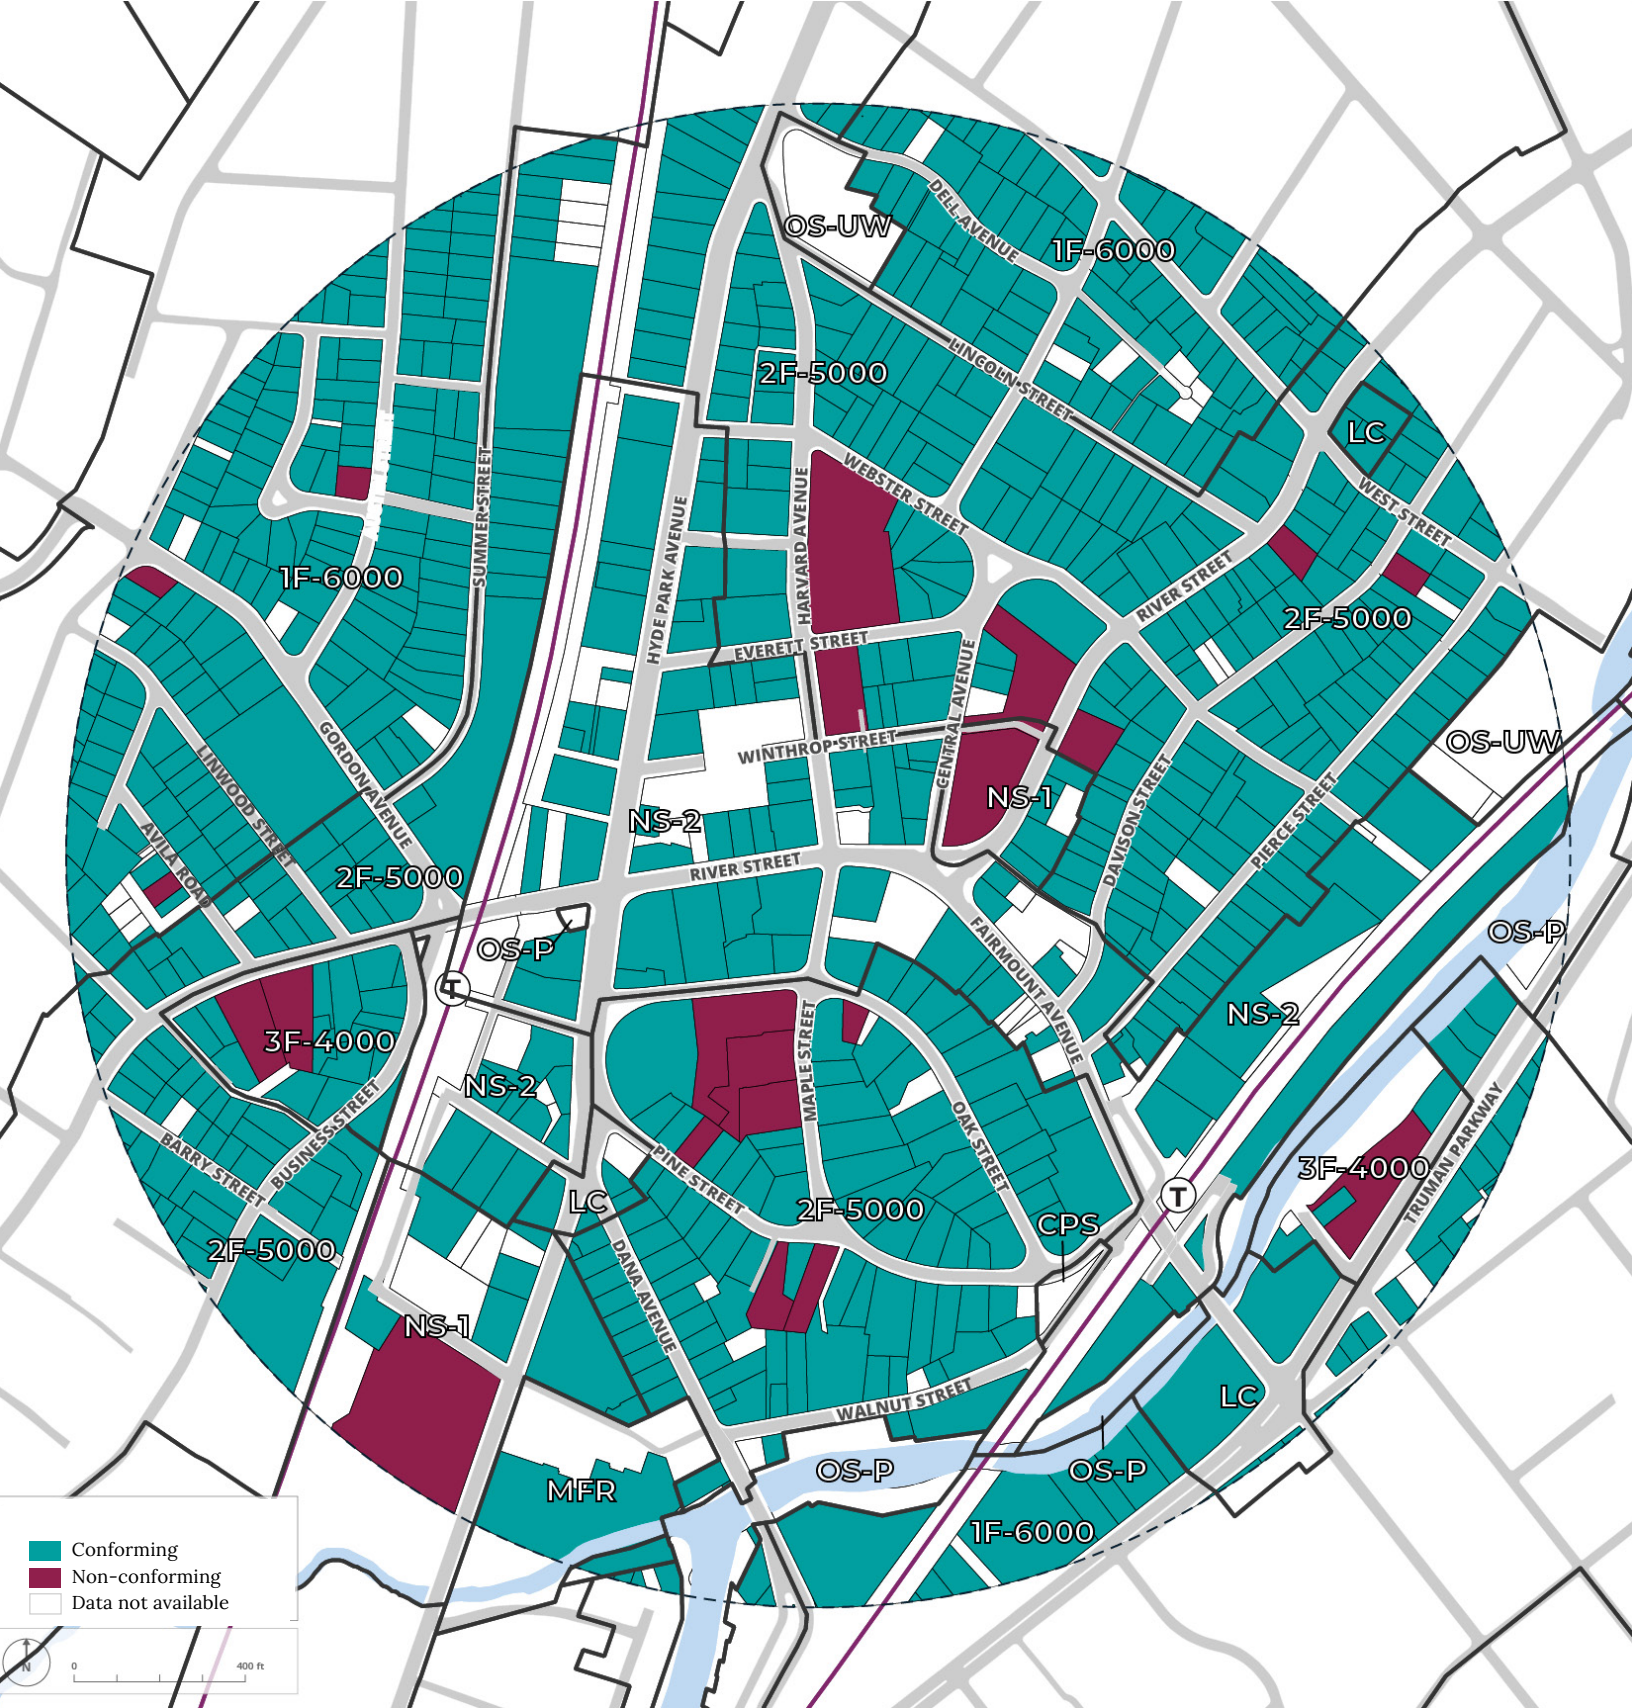 OS-UW
DELL AVENUE
1F-6000
LINCOLN STREET
2F-5000
LC
WEBSTER STREET
WEST STREET
HARVARD AVENUE
SUMMER STREET
HYDE PARK AVENUE
1F-6000
RIVER STREET
2F-5000
EVERETT STREET
CENTRAL AVENUE
GORDON AVENUE
WINTHROP STREET
OS-UW
LINWOOD STREET
NS-1
DAVISON STREET
PIERCE STREET
NS-2
AVILA ROAD
RIVER STREET
2F-5000
OS-P
T
OS-P
FAIRMOUNT AVENUE
NS-2
3F-4000
MAPLE STREET
NS-2
OAK STREET
BUSINESS STREET
BARRY STREET
PINE STREET
3F-4000
TRUMAN PARKWAY
T
LC
2F-5000
CPS
2F-5000
DANA AVENUE
NS-1
WALNUT STREET
LC
OS-P
OS-P
MFR
1F-6000
Conforming
Non-conforming
Data not available
N
0
400 ft